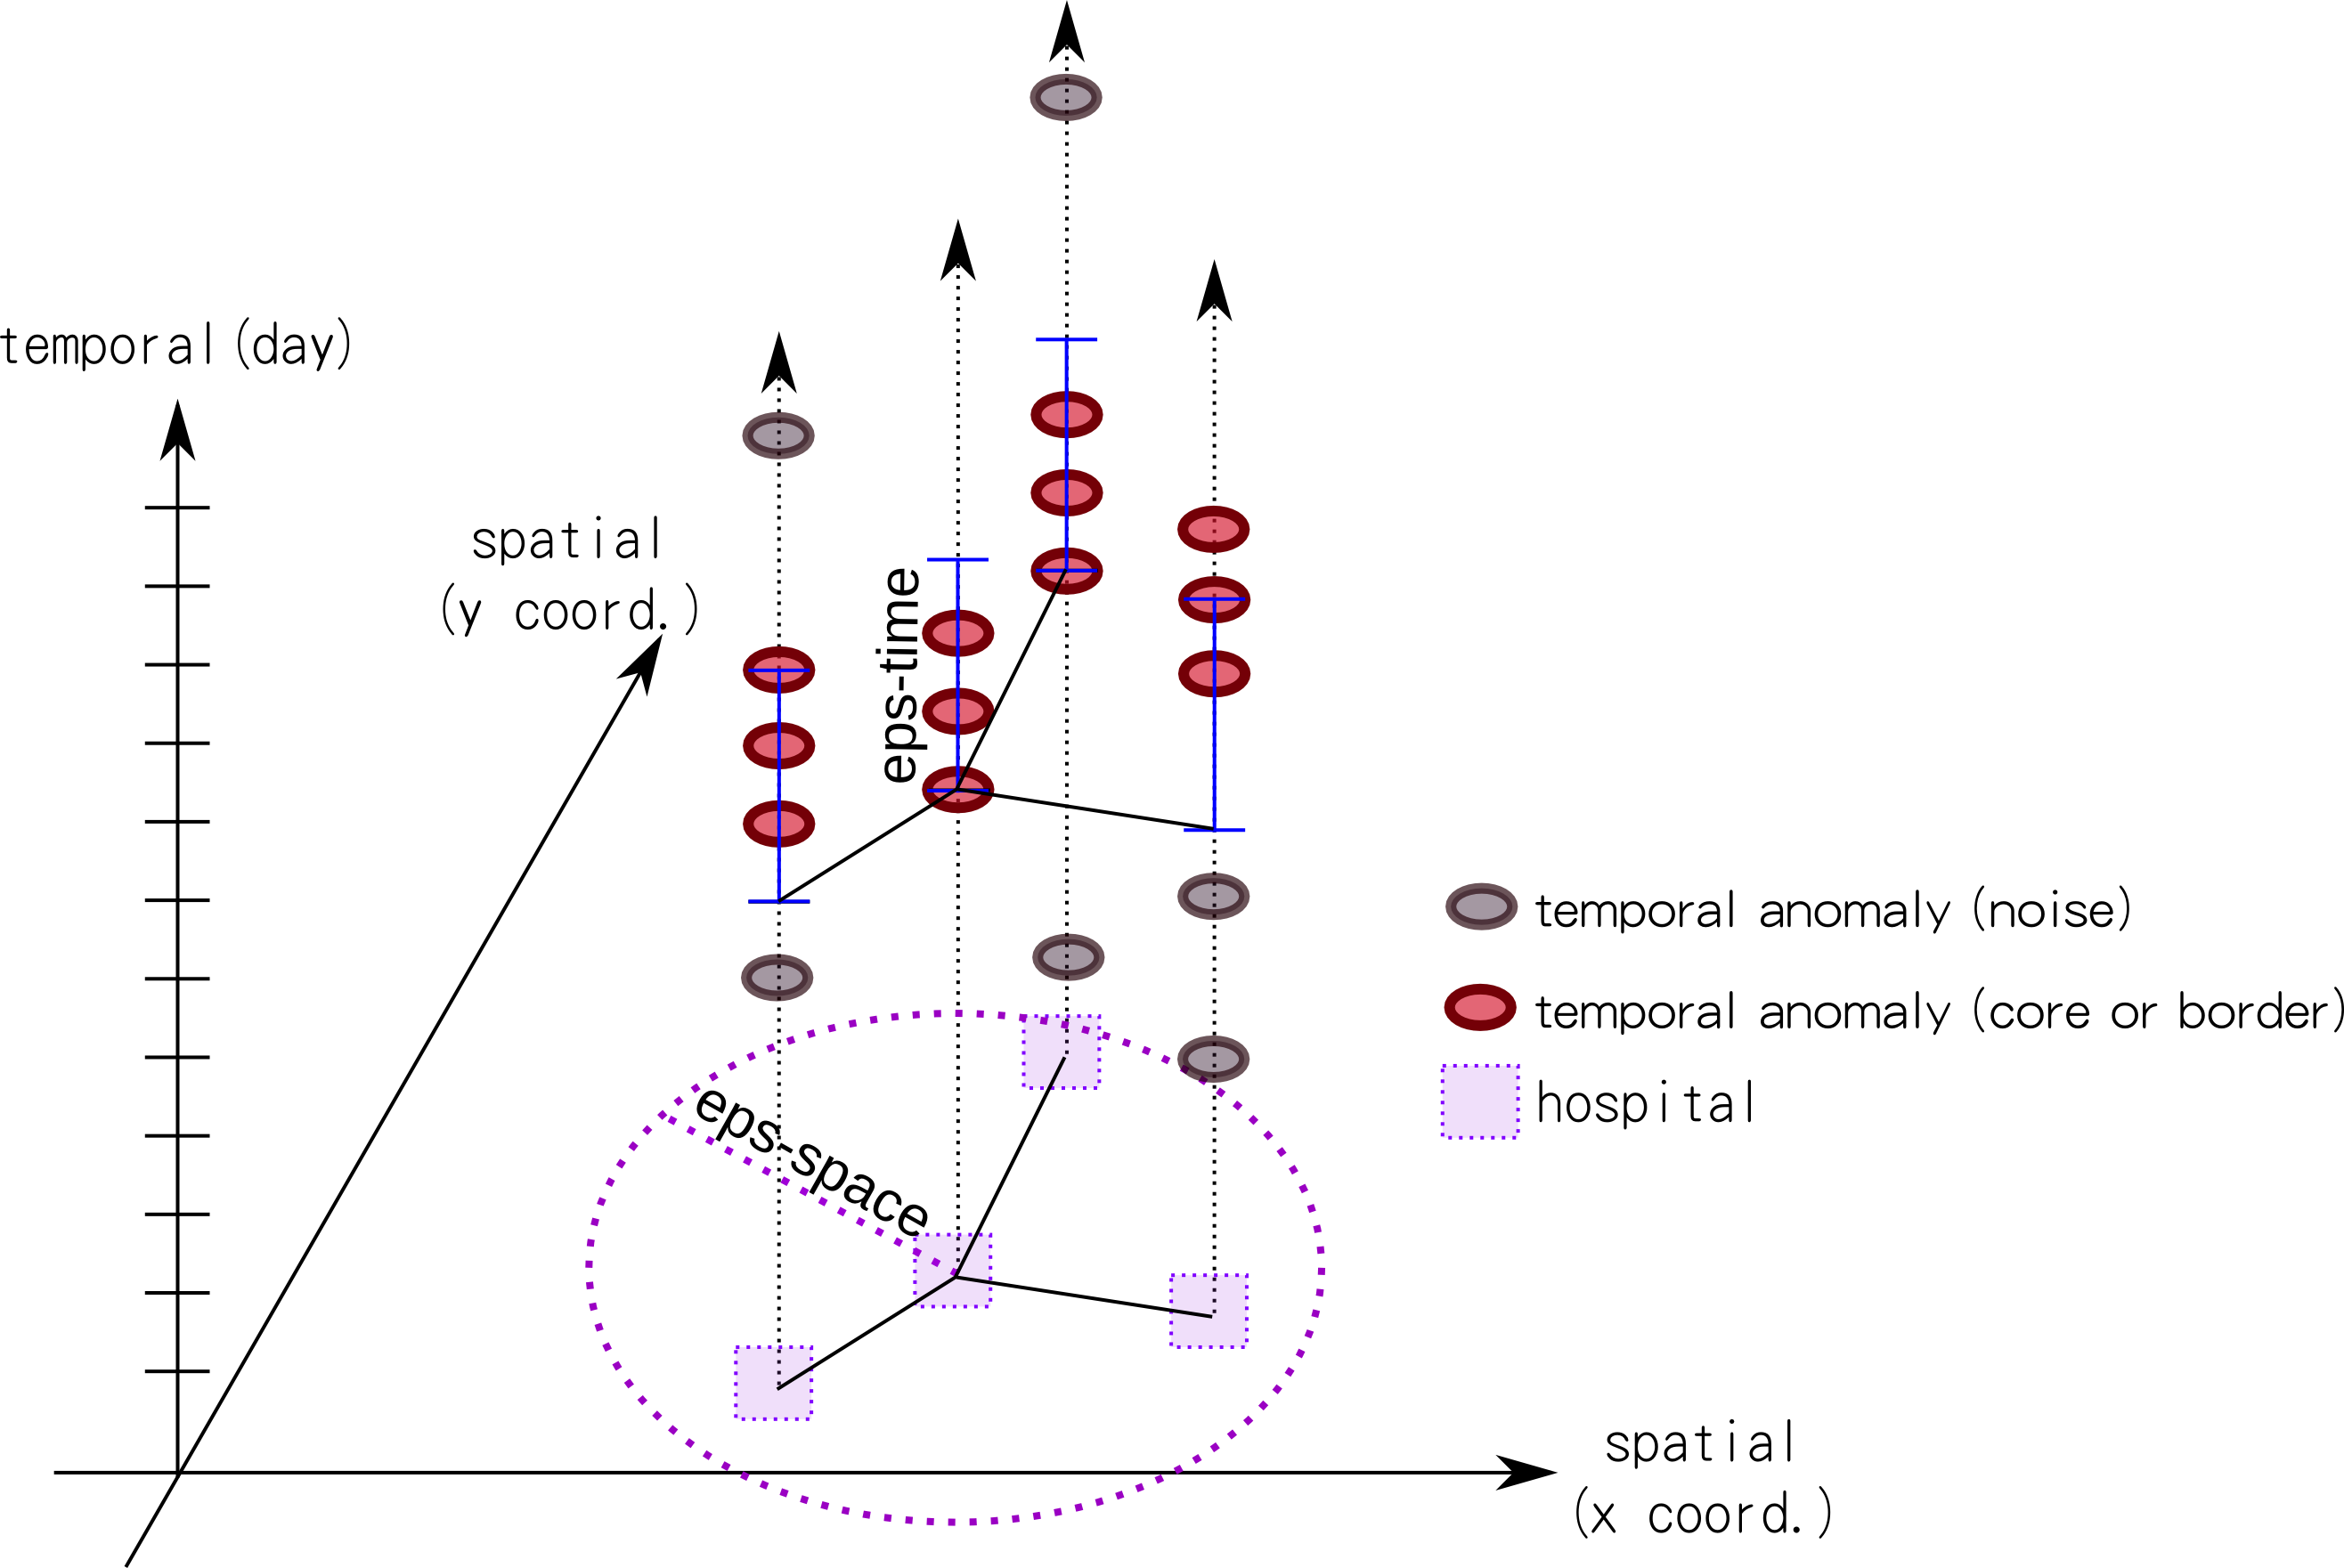 temporal (day)
spatial
(y coord.)
eps-time
eps-space
temporal anomaly (noise)
temporal anomaly (core or border)
hospital
spatial
(x coord.)